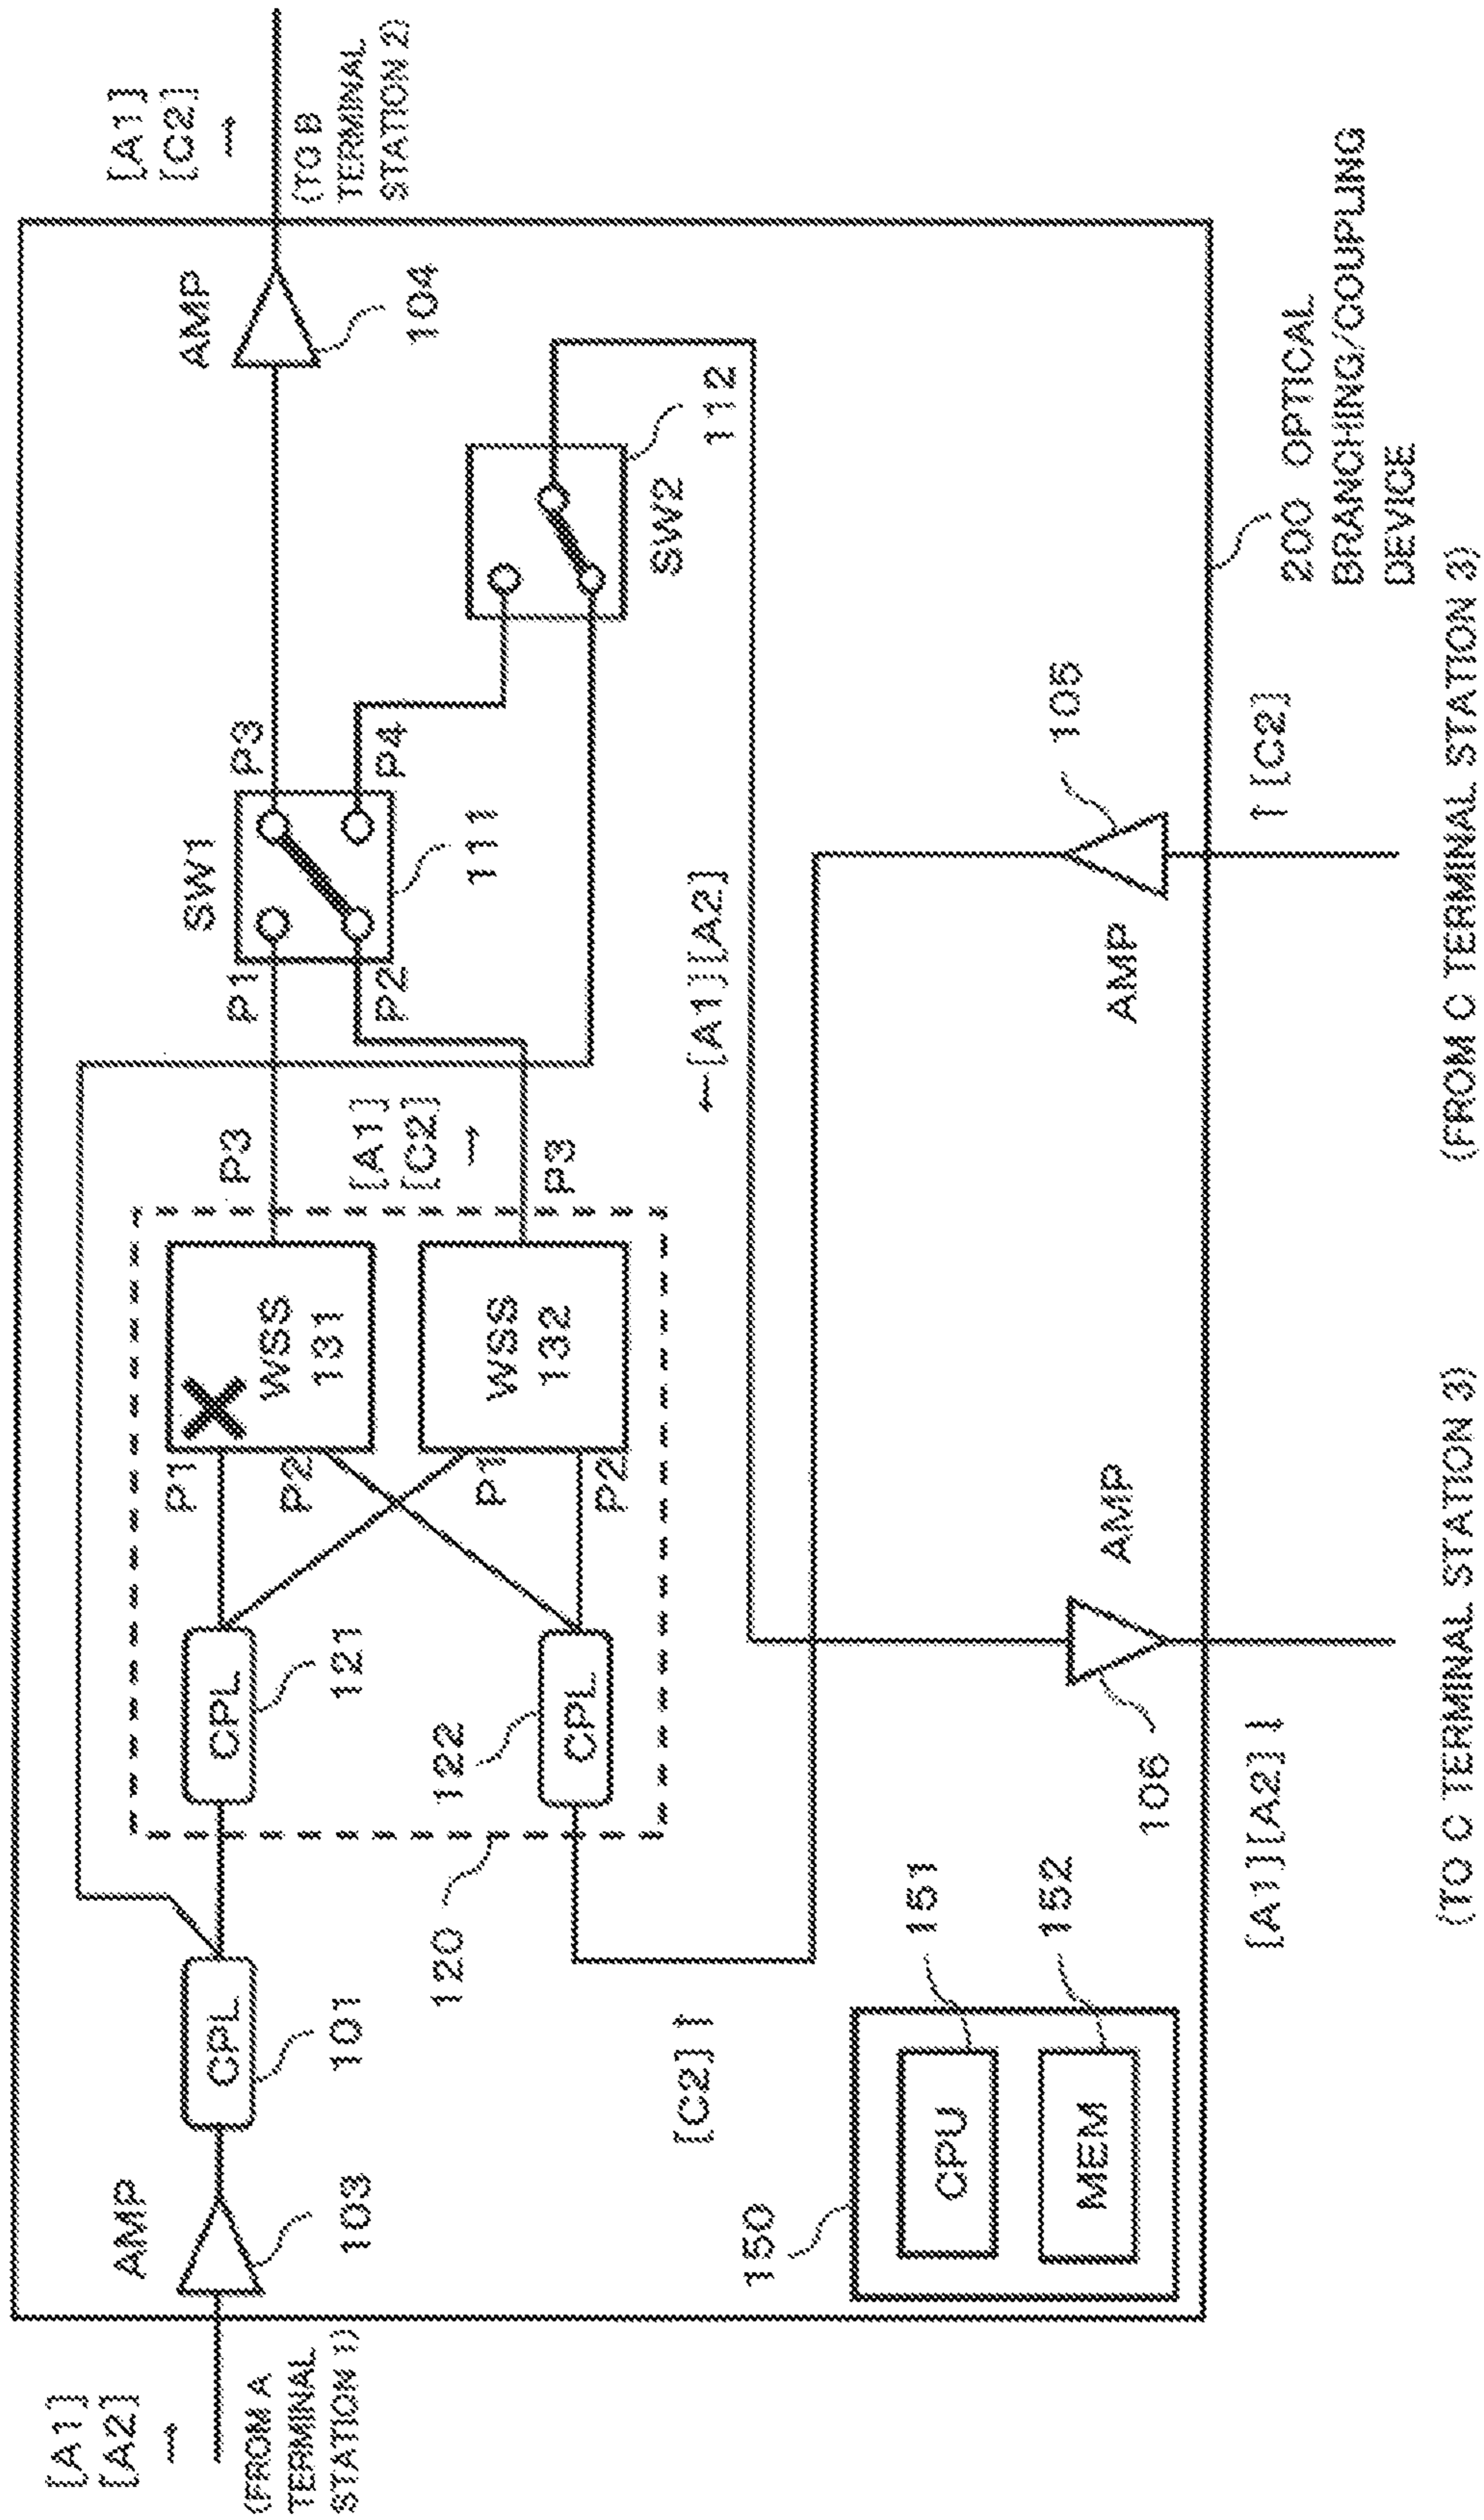 [A1]
[A2]
→
(FROM A
TERMINAL
STATION 1)
AMP
103
CPL
101
120
CPL
121
122
CPL
P1
P2
P1
P2
WSS
131
WSS
132
P3
[A1]
[C2]
→
P3
P1
P2
SW1
P3
P4
111
SW2
112
AMP
104
[A1]
[C2]
→
(TO B
TERMINAL
STATION 2)
←[A1][A2]
[C2]
150
CPU
151
MEM
152
AMP
106
[A1][A2]
(TO C TERMINAL STATION 3)
AMP
105
[C2]
(FROM C TERMINAL STATION 3)
200 OPTICAL
BRANCHING/COUPLING
DEVICE